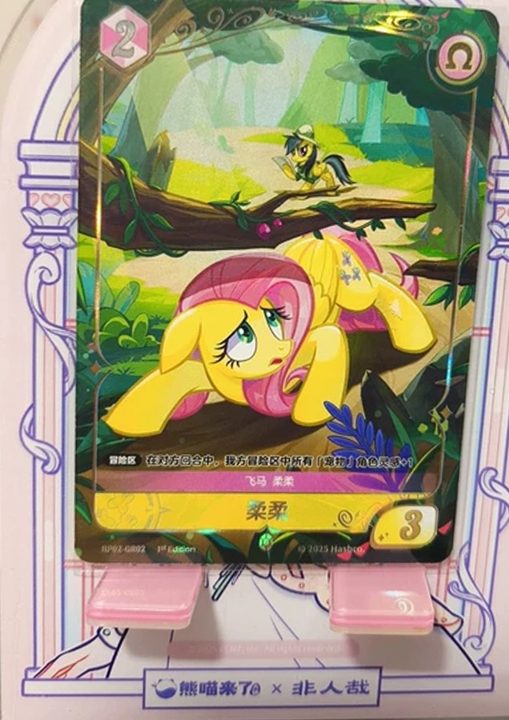 2
Ω
冒险区 在对方回合中，我方冒险区中所有「宠物」角色灵感+1
飞马 柔柔
柔柔
3
BP02-GR02 1st Edition © 2025 Hasbro.
熊喵来了 × 非人哉